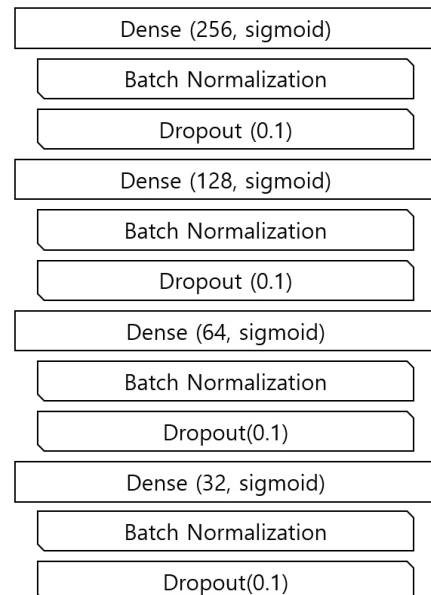 Dense (256, sigmoid)
Batch Normalization
Dropout (0.1)
Dense (128, sigmoid)
Batch Normalization
Dropout (0.1)
Dense (64, sigmoid)
Batch Normalization
Dropout(0.1)
Dense (32, sigmoid)
Batch Normalization
Dropout(0.1)